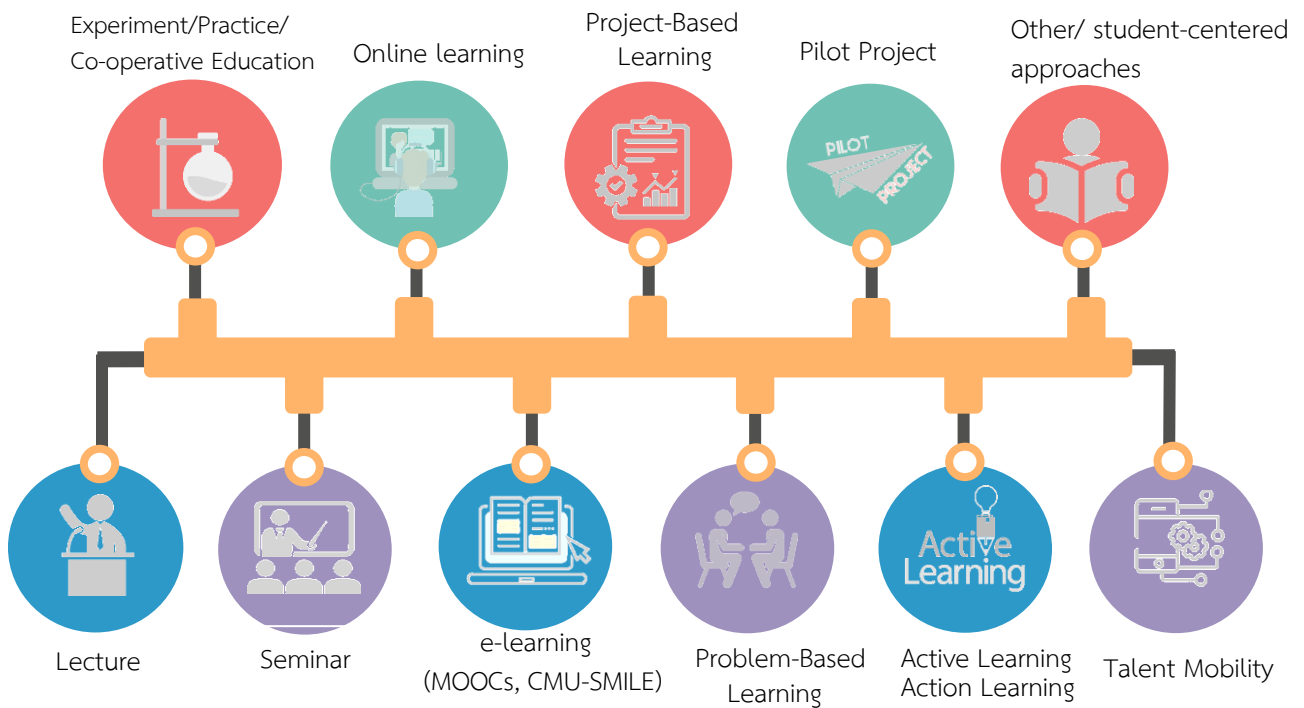 Experiment/Practice/
Co-operative Education
Online learning
Project-Based
Learning
Pilot Project
Other/ student-centered
approaches
PILOT
PROJECT
Active
Learning
Lecture
Seminar
e-learning
(MOOCs, CMU-SMILE)
Problem-Based
Learning
Active Learning
Action Learning
Talent Mobility